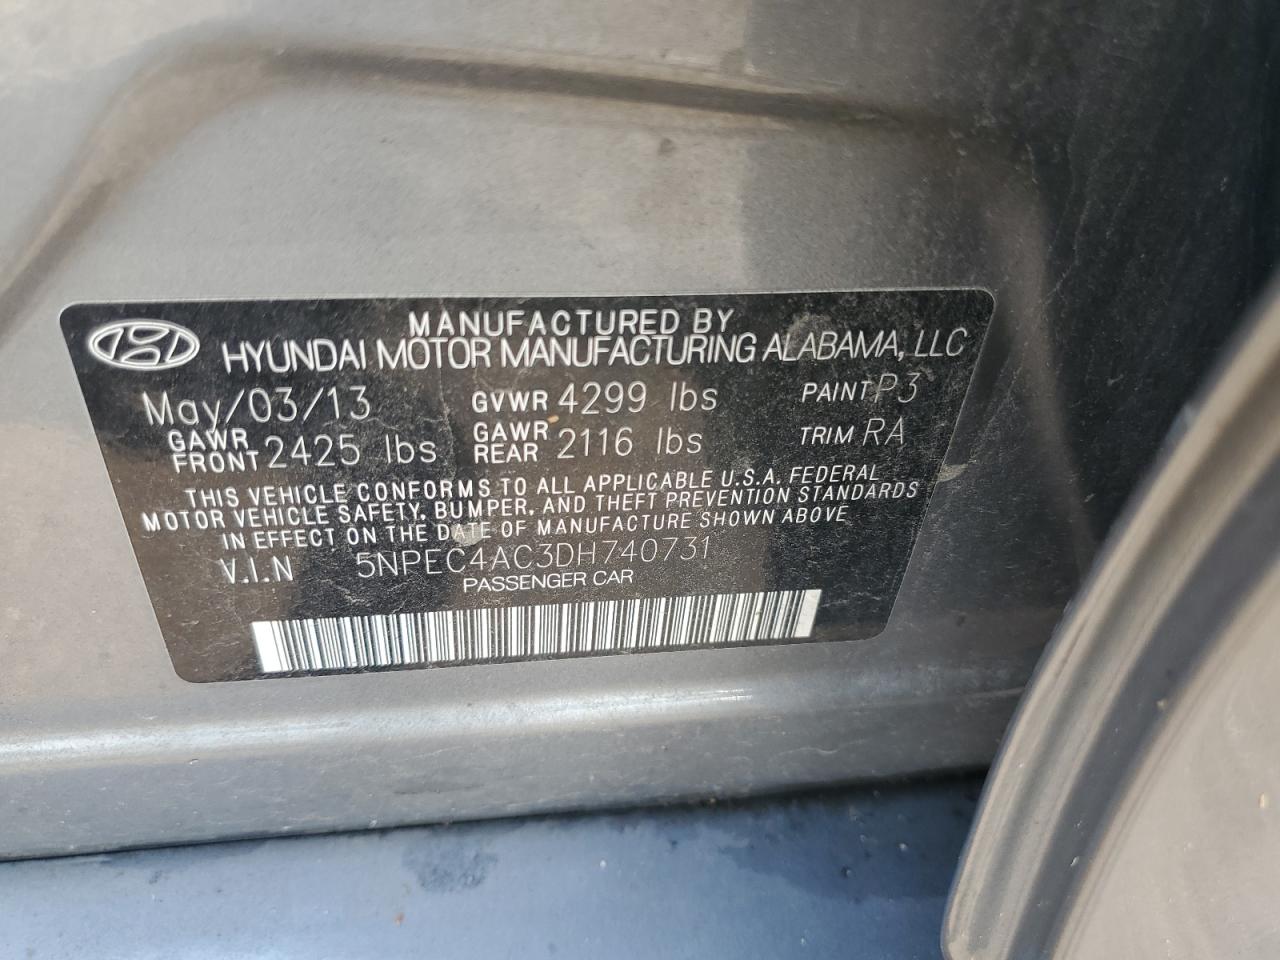 MANUFACTURED BY
HYUNDAI MOTOR MANUFACTURING ALABAMA, LLC
May/03/13 GVWR 4299 lbs PAINT P3
GAWR FRONT 2425 lbs GAWR REAR 2116 lbs TRIM RA
THIS VEHICLE CONFORMS TO ALL APPLICABLE U.S.A. FEDERAL
MOTOR VEHICLE SAFETY, BUMPER, AND THEFT PREVENTION STANDARDS
IN EFFECT ON THE DATE OF MANUFACTURE SHOWN ABOVE
V.I.N 5NPEC4AC3DH740731
PASSENGER CAR